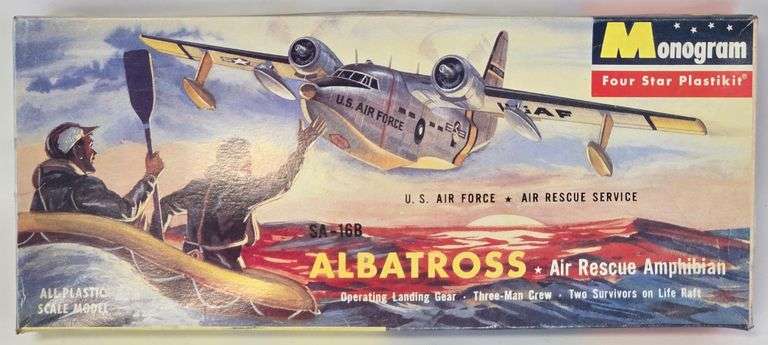 Monogram
Four Star Plastikit®
U.S. AIR FORCE
USAF
U. S. AIR FORCE ★ AIR RESCUE SERVICE
SA-16B
ALBATROSS ★ Air Rescue Amphibian
Operating Landing Gear · Three-Man Crew · Two Survivors on Life Raft
ALL-PLASTIC
SCALE MODEL